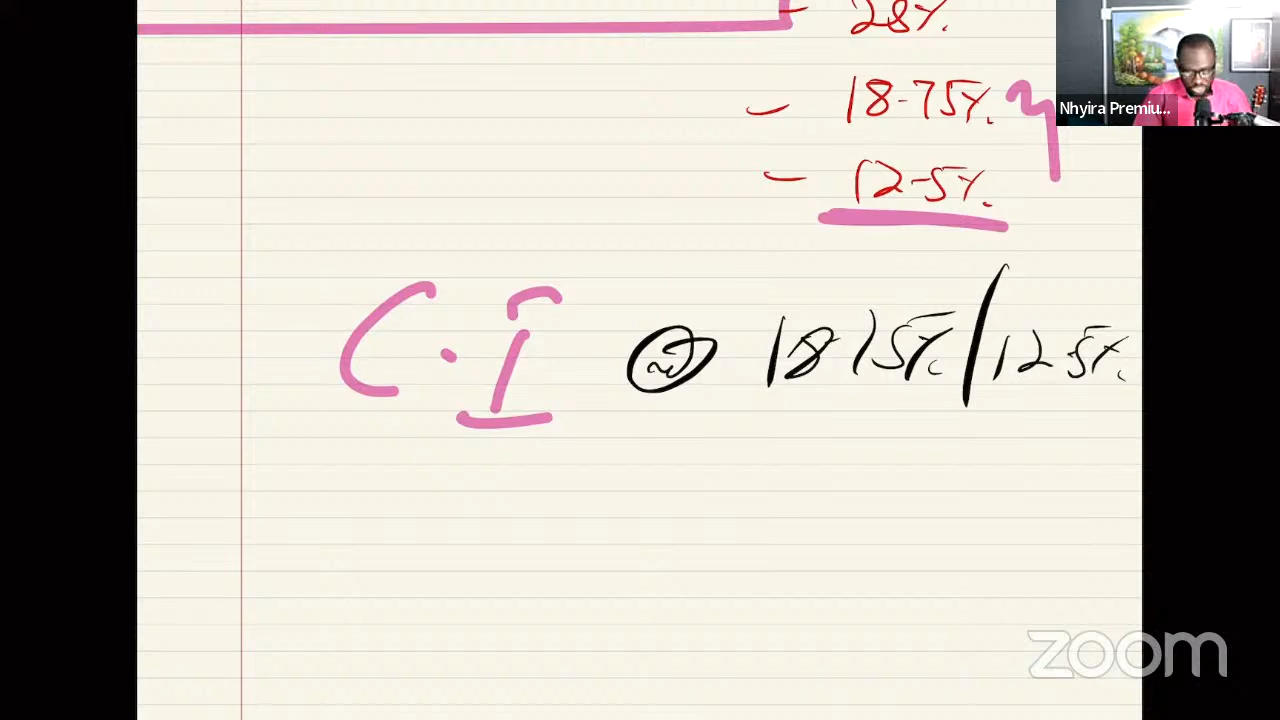 - 28%.
- 18-75%.
- 12-5%.
C.I @ 18 75%. / 12 5%.
Nhyira Premiu...
zoom